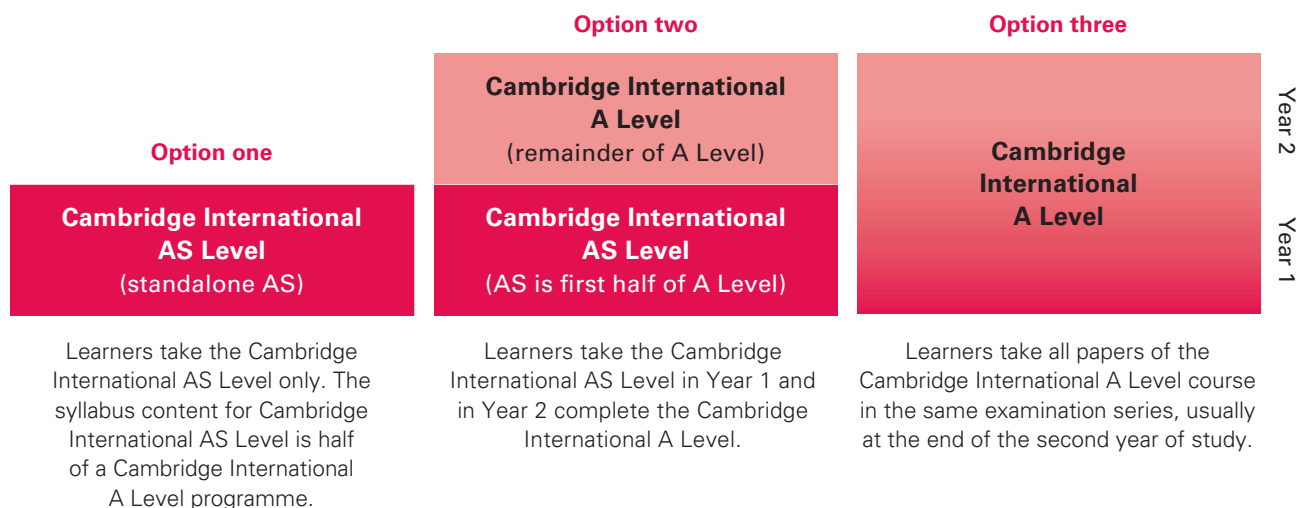 Option one
Cambridge International
AS Level
(standalone AS)
Learners take the Cambridge
International AS Level only. The
syllabus content for Cambridge
International AS Level is half
of a Cambridge International
A Level programme.
Option two
Cambridge International
A Level
(remainder of A Level)
Cambridge International
AS Level
(AS is first half of A Level)
Learners take the Cambridge
International AS Level in Year 1 and
in Year 2 complete the Cambridge
International A Level.
Option three
Cambridge
International
A Level
Learners take all papers of the
Cambridge International A Level course
in the same examination series, usually
at the end of the second year of study.
Year 2
Year 1